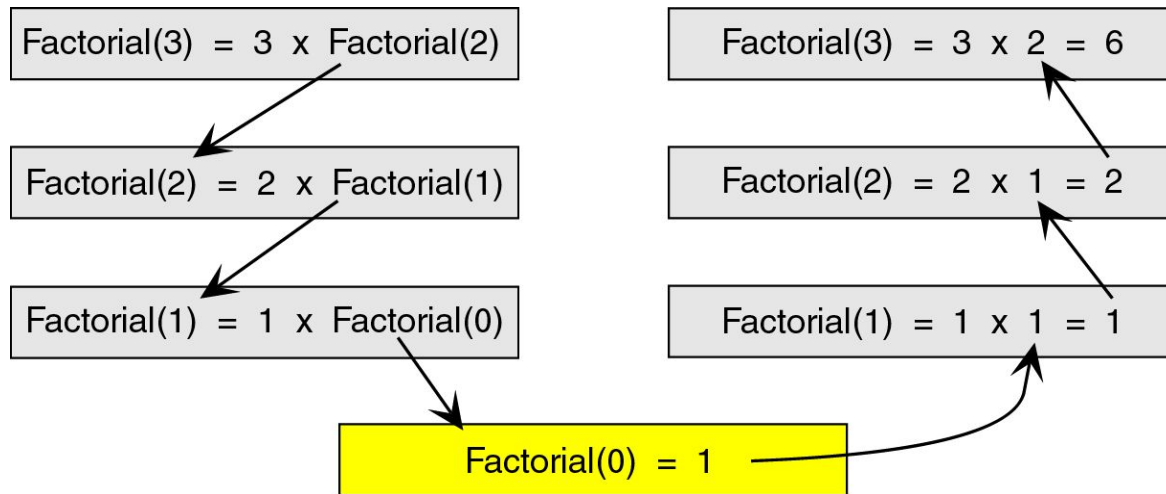 Factorial(3) = 3 x Factorial(2)
Factorial(2) = 2 x Factorial(1)
Factorial(1) = 1 x Factorial(0)
Factorial(0) = 1
Factorial(1) = 1 x 1 = 1
Factorial(2) = 2 x 1 = 2
Factorial(3) = 3 x 2 = 6